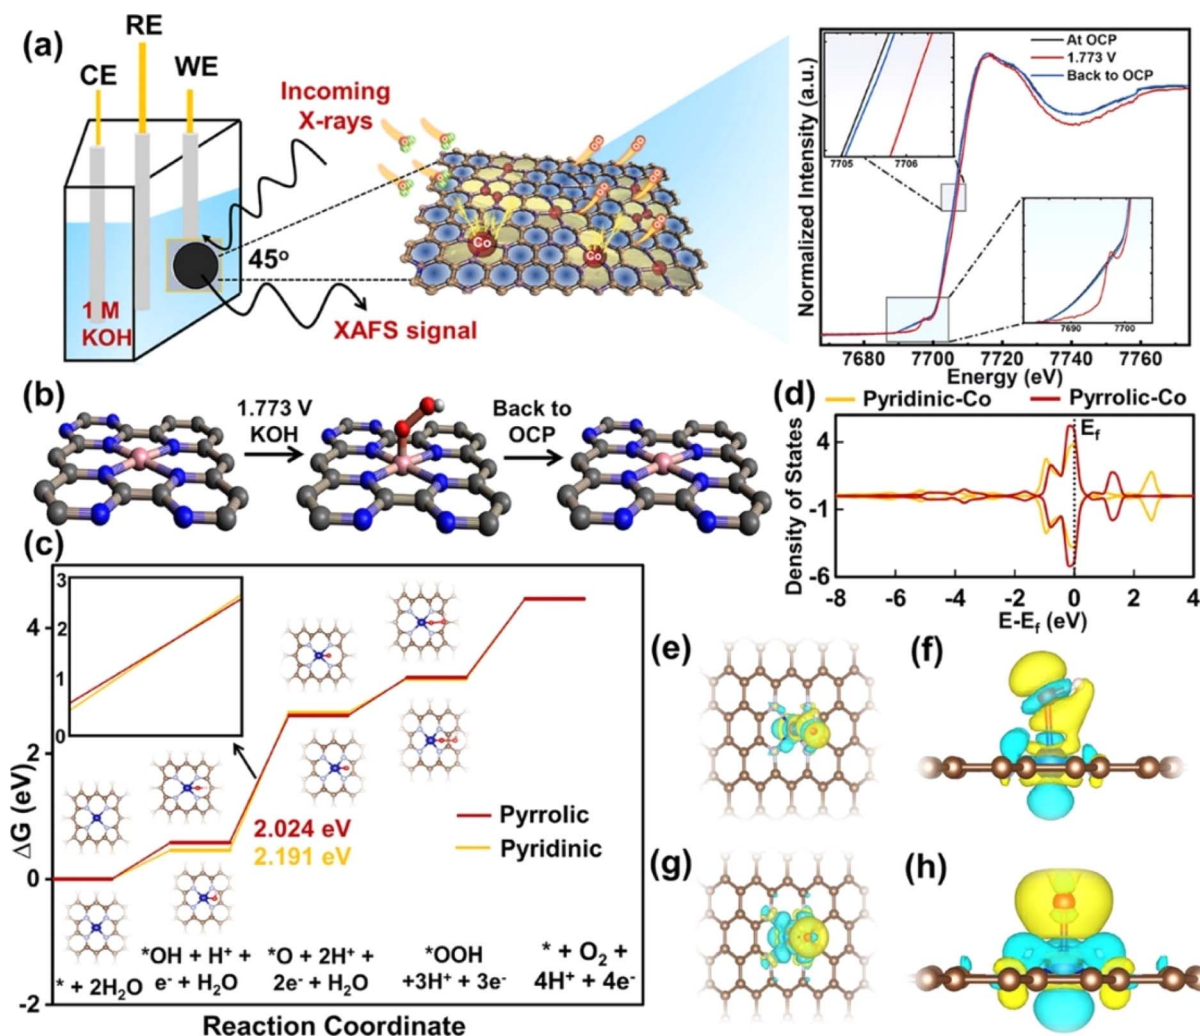 (a)
RE
CE
WE
Incoming
X-rays
45°
1 M
KOH
XAFS signal
Co
Co
Normalized Intensity (a.u.)
At OCP
1.773 V
Back to OCP
7705
7706
7690
7700
7680
7700
7720
7740
7760
Energy (eV)
(b)
1.773 V
KOH
Back to
OCP
(d)
Pyridinic-Co
Pyrrolic-Co
Density of States
Ef
4
-1
-6
-8
-6
-4
-2
0
2
4
E-Ef (eV)
(c)
3
2
1
0
ΔG (eV)
4
2
0
-2
2.024 eV
2.191 eV
Pyrrolic
Pyridinic
* + 2H₂O
*OH + H⁺ +
e⁻ + H₂O
*O + 2H⁺ +
2e⁻ + H₂O
*OOH
+3H⁺ + 3e⁻
* + O₂ +
4H⁺ + 4e⁻
Reaction Coordinate
(e)
(f)
(g)
(h)